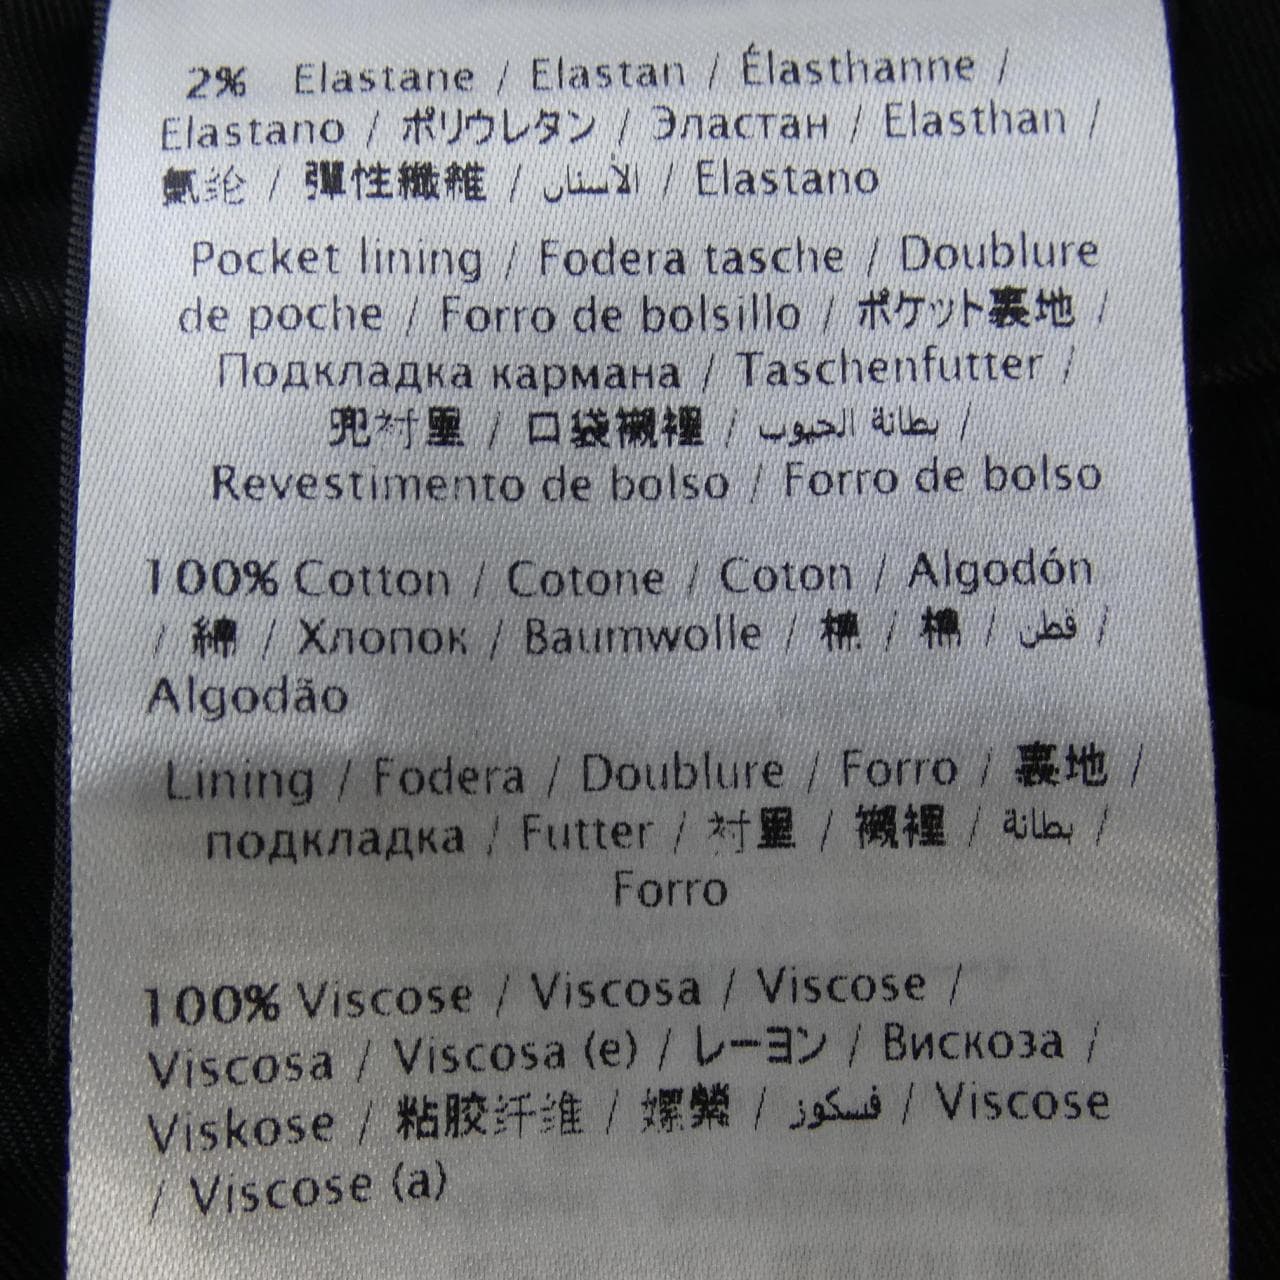 2% Elastane / Elastan / Élasthanne /
Elastano / ポリウレタン / Эластан / Elasthan /
氨纶 / 彈性纖維 / الأستان / Elastano
Pocket lining / Fodera tasche / Doublure
de poche / Forro de bolsillo / ポケット裏地 /
Подкладка кармана / Taschenfutter /
兜衬里 / 口袋襯裡 / بطانة الجيوب /
Revestimento de bolso / Forro de bolso
100% Cotton / Cotone / Coton / Algodón
/ 綿 / Хлопок / Baumwolle / 棉 / 棉 / قطن /
Algodão
Lining / Fodera / Doublure / Forro / 裏地 /
подкладка / Futter / 衬里 / 襯裡 / بطانة /
Forro
100% Viscose / Viscosa / Viscose /
Viscosa / Viscosa (e) / レーヨン / Вискоза /
Viskose / 粘胶纤维 / 嫘縈 / فسكوز / Viscose
/ Viscose (a)